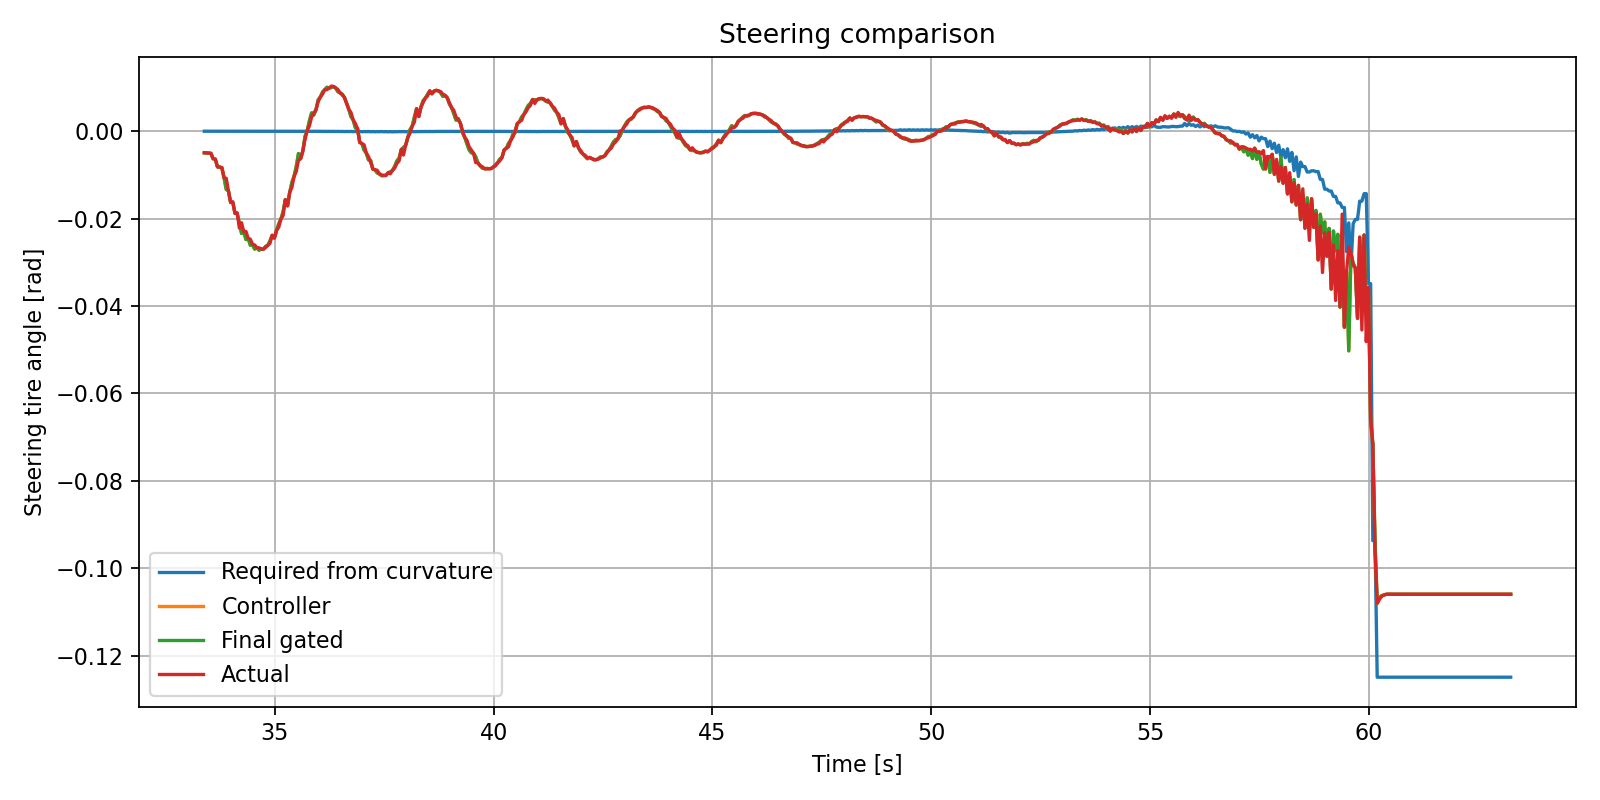 Steering comparison
Steering tire angle [rad]
0.00
−0.02
−0.04
−0.06
−0.08
−0.10
−0.12
Required from curvature
Controller
Final gated
Actual
35
40
45
50
55
60
Time [s]